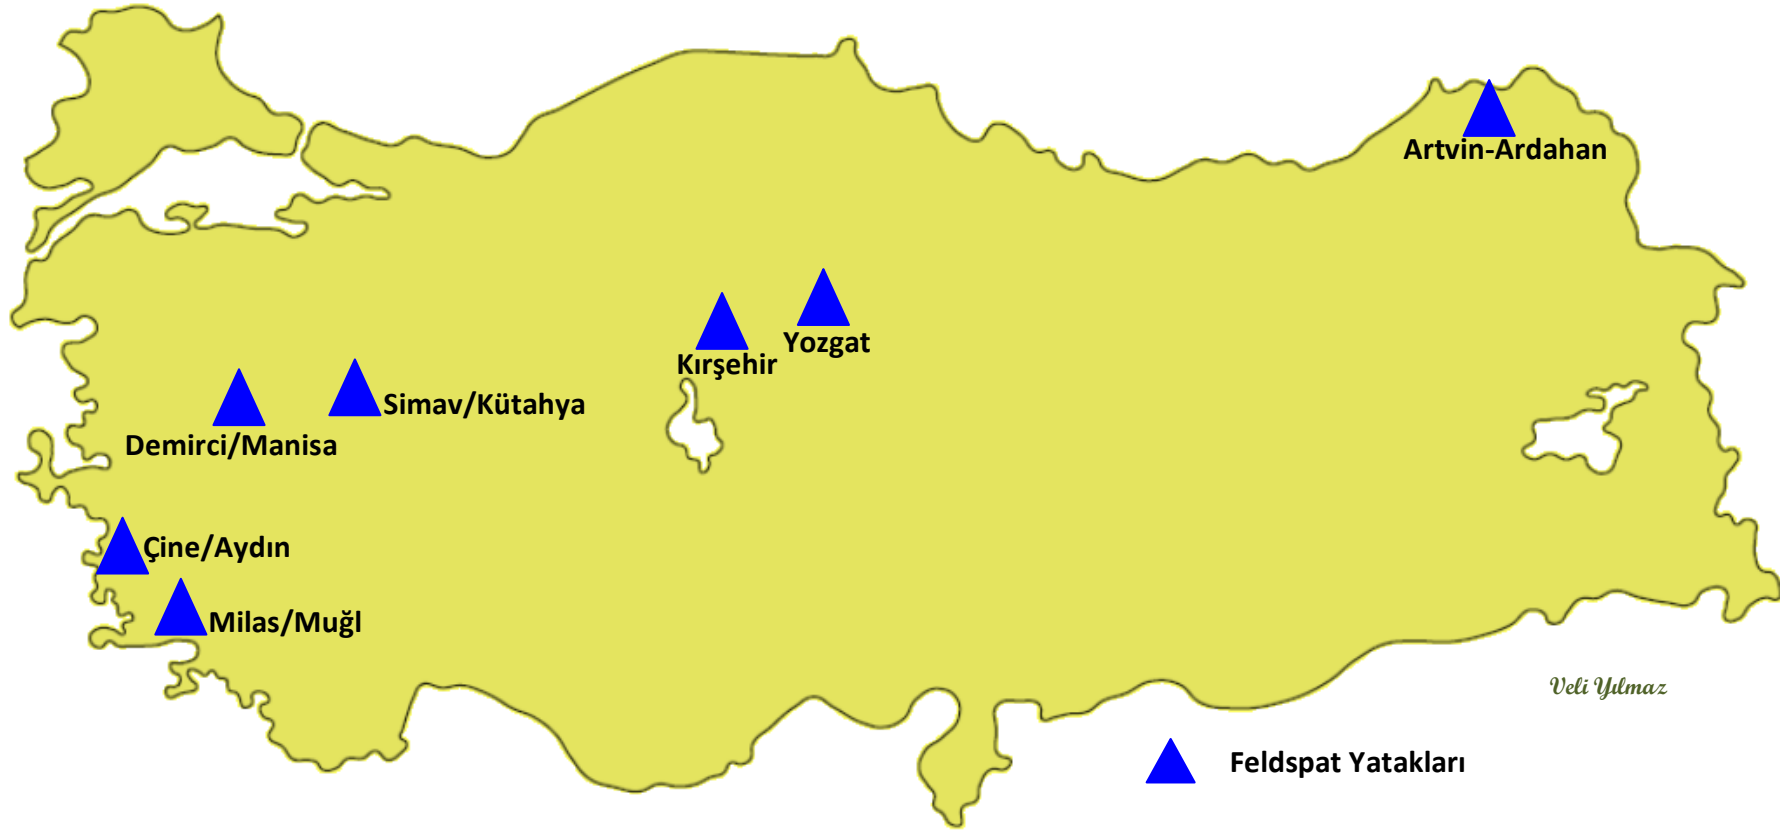 Artvin-Ardahan
Yozgat
Kırşehir
Simav/Kütahya
Demirci/Manisa
Çine/Aydın
Milas/Muğl
Veli Yılmaz
Feldspat Yatakları